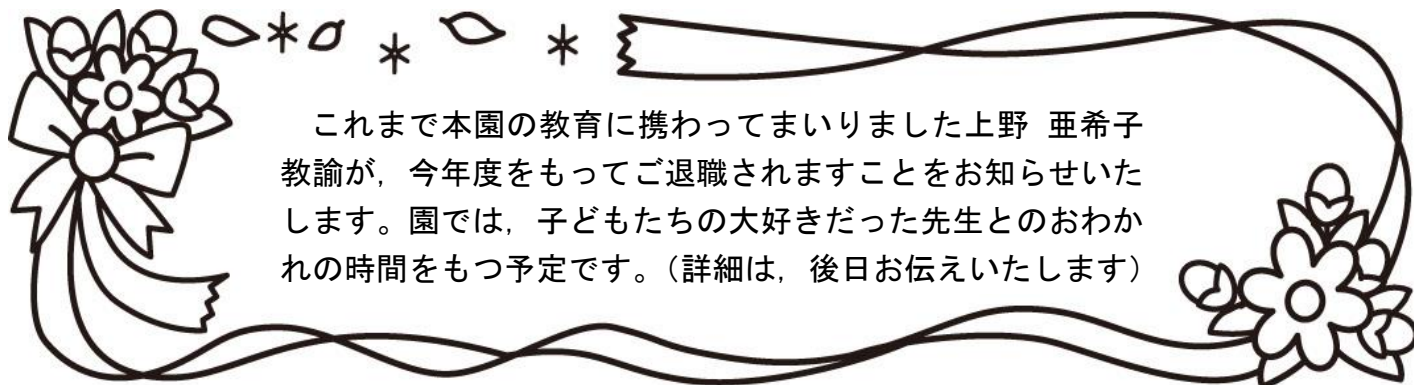 これまで本園の教育に携わってまいりました上野 亜希子
教諭が，今年度をもってご退職されますことをお知らせいた
します。園では，子どもたちの大好きだった先生とのおわか
れの時間をもつ予定です。（詳細は，後日お伝えいたします）